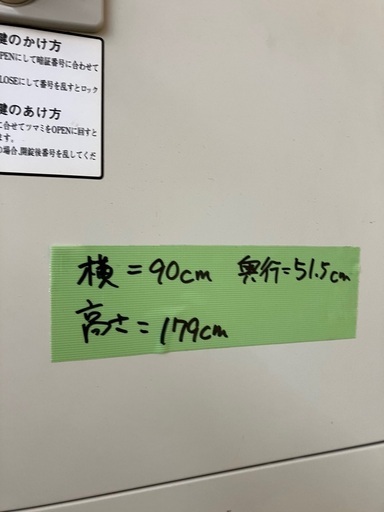 鍵のかけ方
PENにして暗証番号に合わせて
LOSEにして番号を乱すとロック
鍵のあけ方
に合せてツマミをOPENに回すと
ます。
の場合、開錠後番号を乱してくだ
横=90cm 奥行=51.5cm
高さ=179cm